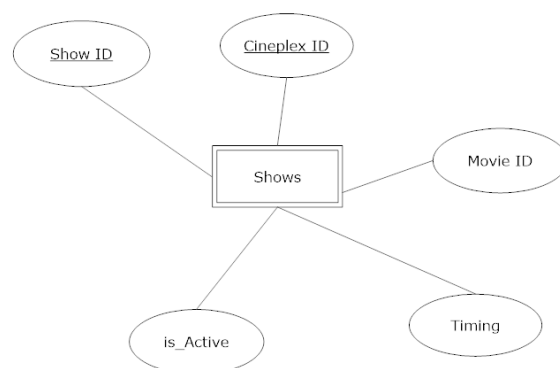 Show ID
Cineplex ID
Movie ID
Shows
Timing
is_Active